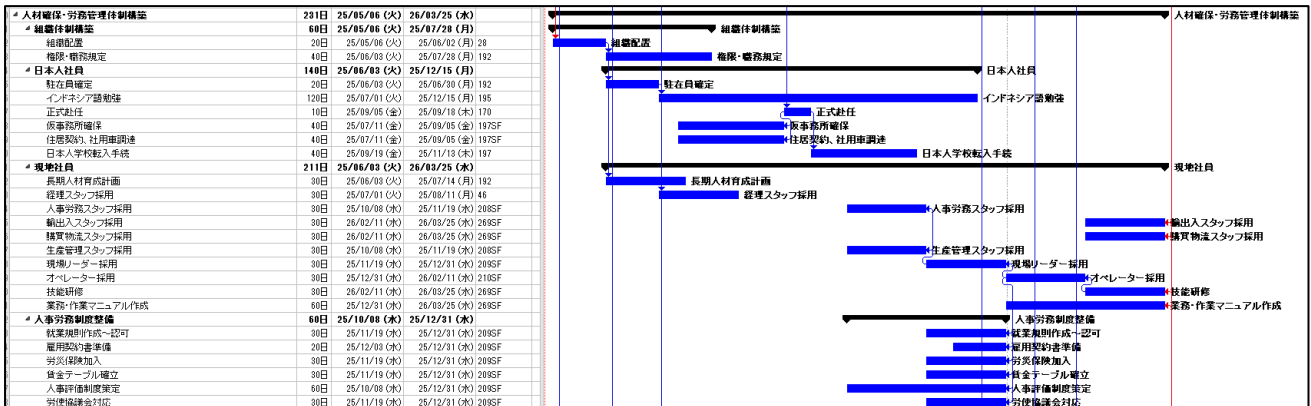 人材確保・労務管理体制構築 231日 25/05/06 (火) 26/03/25 (水) 人材確保・労務管理体制構築
組織体制構築 60日 25/05/06 (火) 25/07/28 (月) 組織体制構築
組織配置 20日 25/05/06 (火) 25/06/02 (月) 28 組織配置
権限・職務規定 40日 25/06/03 (火) 25/07/28 (月) 192 権限・職務規定
日本人社員 140日 25/06/03 (火) 25/12/15 (月) 日本人社員
駐在員確定 20日 25/06/03 (火) 25/06/30 (月) 192 駐在員確定
インドネシア語勉強 120日 25/07/01 (火) 25/12/15 (月) 195 インドネシア語勉強
正式赴任 10日 25/09/05 (金) 25/09/18 (木) 170 正式赴任
仮事務所確保 40日 25/07/11 (金) 25/09/05 (金) 197SF 仮事務所確保
住居契約、社用車調達 40日 25/07/11 (金) 25/09/05 (金) 197SF 住居契約、社用車調達
日本人学校転入手続 40日 25/09/19 (金) 25/11/13 (木) 197 日本人学校転入手続
現地社員 211日 25/06/03 (火) 26/03/25 (水) 現地社員
長期人材育成計画 30日 25/06/03 (火) 25/07/14 (月) 192 長期人材育成計画
経理スタッフ採用 30日 25/07/01 (火) 25/08/11 (月) 46 経理スタッフ採用
人事労務スタッフ採用 30日 25/10/08 (水) 25/11/19 (水) 208SF 人事労務スタッフ採用
輸出入スタッフ採用 30日 26/02/11 (水) 26/03/25 (水) 269SF 輸出入スタッフ採用
購買物流スタッフ採用 30日 26/02/11 (水) 26/03/25 (水) 269SF 購買物流スタッフ採用
生産管理スタッフ採用 30日 25/10/08 (水) 25/11/19 (水) 208SF 生産管理スタッフ採用
現場リーダー採用 30日 25/11/19 (水) 25/12/31 (水) 209SF 現場リーダー採用
オペレーター採用 30日 25/12/31 (水) 26/02/11 (水) 210SF オペレーター採用
技能研修 30日 26/02/11 (水) 26/03/25 (水) 269SF 技能研修
業務・作業マニュアル作成 60日 25/12/31 (水) 26/03/25 (水) 269SF 業務・作業マニュアル作成
人事労務制度整備 60日 25/10/08 (水) 25/12/31 (水) 人事労務制度整備
就業規則作成～認可 30日 25/11/19 (水) 25/12/31 (水) 209SF 就業規則作成～認可
雇用契約書準備 20日 25/12/03 (水) 25/12/31 (水) 209SF 雇用契約書準備
労災保険加入 30日 25/11/19 (水) 25/12/31 (水) 209SF 労災保険加入
賃金テーブル確立 30日 25/11/19 (水) 25/12/31 (水) 209SF 賃金テーブル確立
人事評価制度策定 60日 25/10/08 (水) 25/12/31 (水) 209SF 人事評価制度策定
労使協議会対応 30日 25/11/19 (水) 25/12/31 (水) 209SF 労使協議会対応